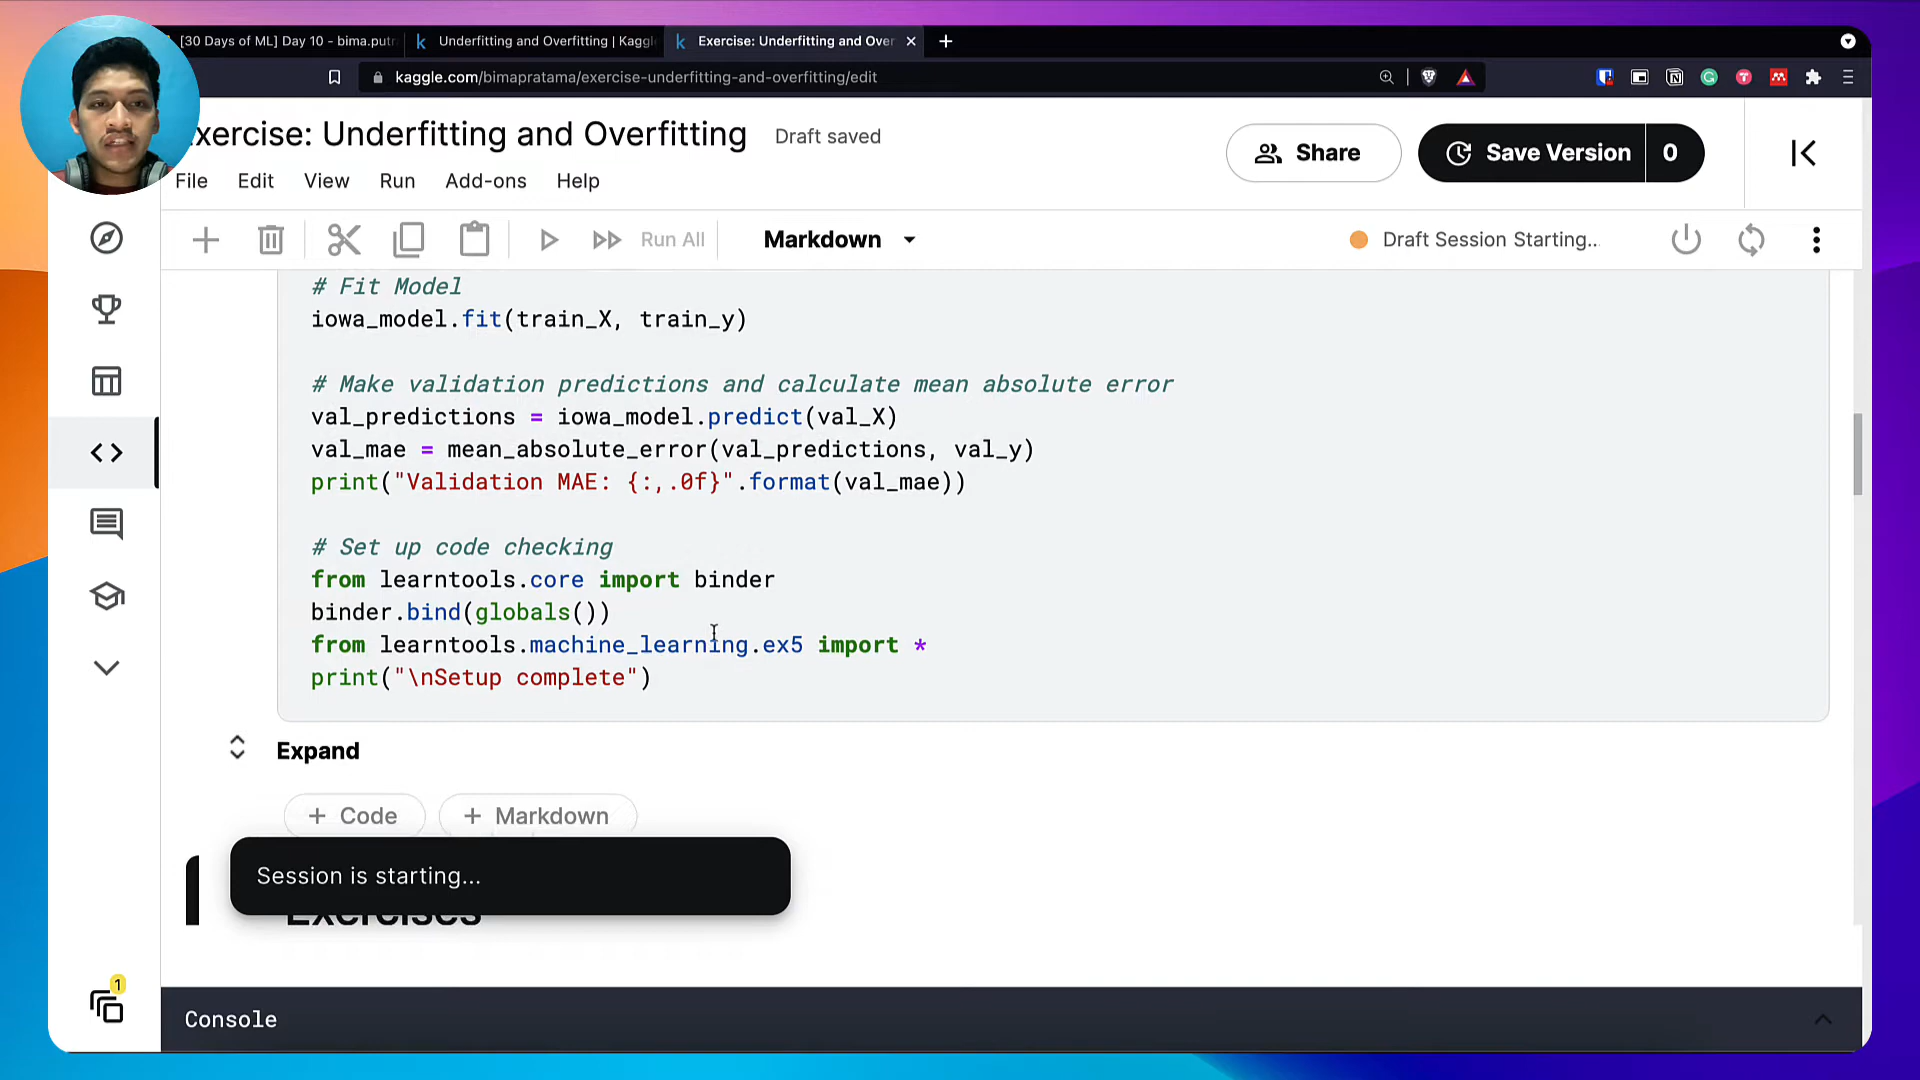 [30 Days of ML] Day 10 - bima.putr
Underfitting and Overfitting | Kaggle
Exercise: Underfitting and Over
kaggle.com/bimapratama/exercise-underfitting-and-overfitting/edit
xercise: Underfitting and Overfitting
Draft saved
Share
Save Version
0
File
Edit
View
Run
Add-ons
Help
Run All
Markdown
Draft Session Starting...
# Fit Model
iowa_model.fit(train_X, train_y)
# Make validation predictions and calculate mean absolute error
val_predictions = iowa_model.predict(val_X)
val_mae = mean_absolute_error(val_predictions, val_y)
print("Validation MAE: {:,.0f}".format(val_mae))
# Set up code checking
from learntools.core import binder
binder.bind(globals())
from learntools.machine_learning.ex5 import *
print("\nSetup complete")
Expand
+ Code
+ Markdown
Session is starting...
Exercises
1
Console